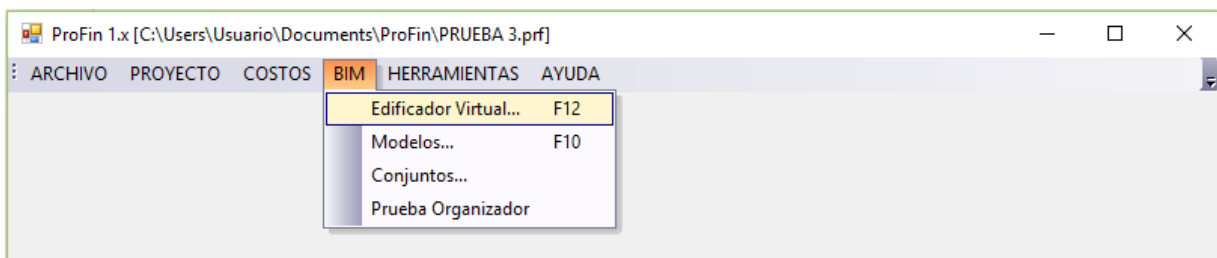 ProFin 1.x [C:\Users\Usuario\Documents\ProFin\PRUEBA 3.prf]
ARCHIVO PROYECTO COSTOS BIM HERRAMIENTAS AYUDA
Edificador Virtual... F12
Modelos... F10
Conjuntos...
Prueba Organizador